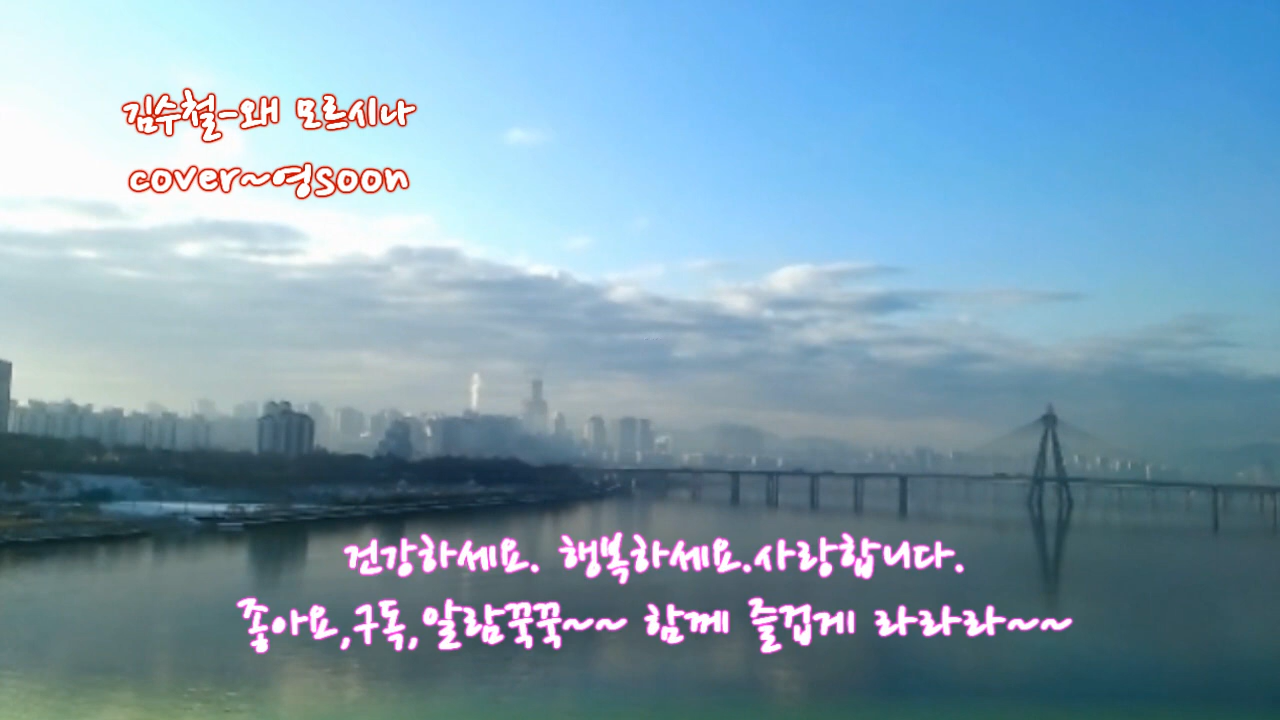 김수철-왜 모르시나
cover~영soon
건강하세요. 행복하세요.사랑합니다.
좋아요,구독,알람꾹꾹~~ 함께 즐겁게 라라라~~